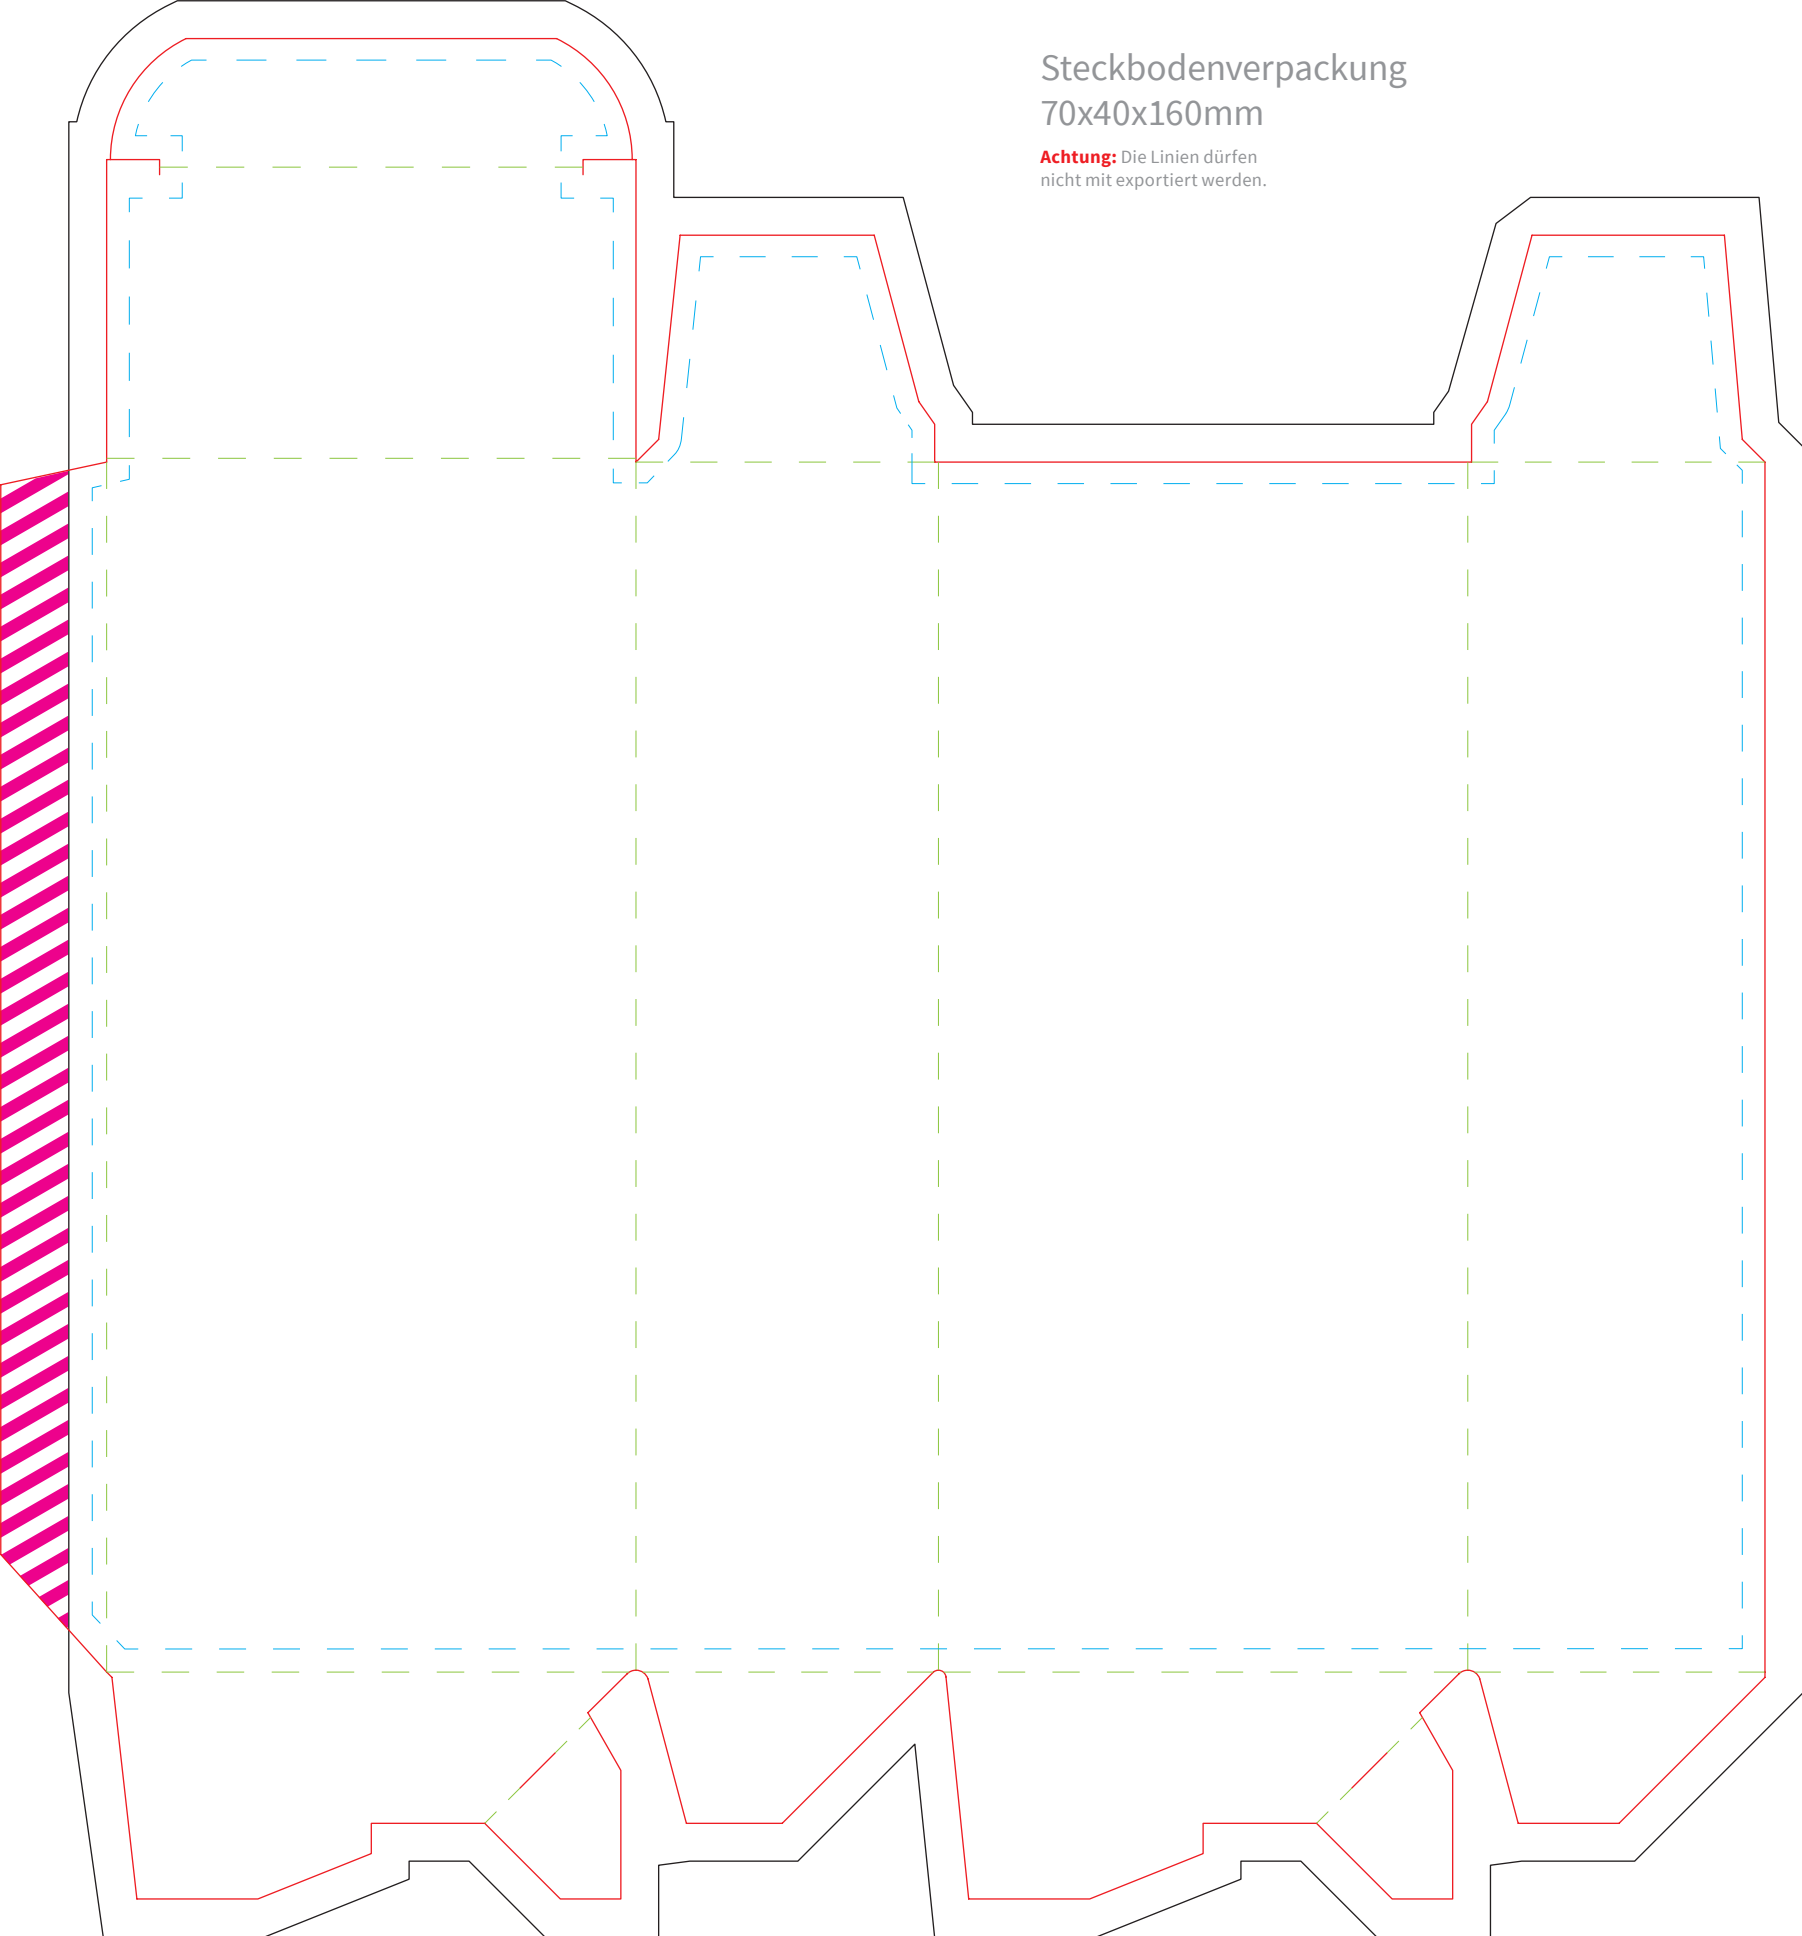 Steckbodenverpackung
70x40x160mm
Achtung: Die Linien dürfen
nicht mit exportiert werden.